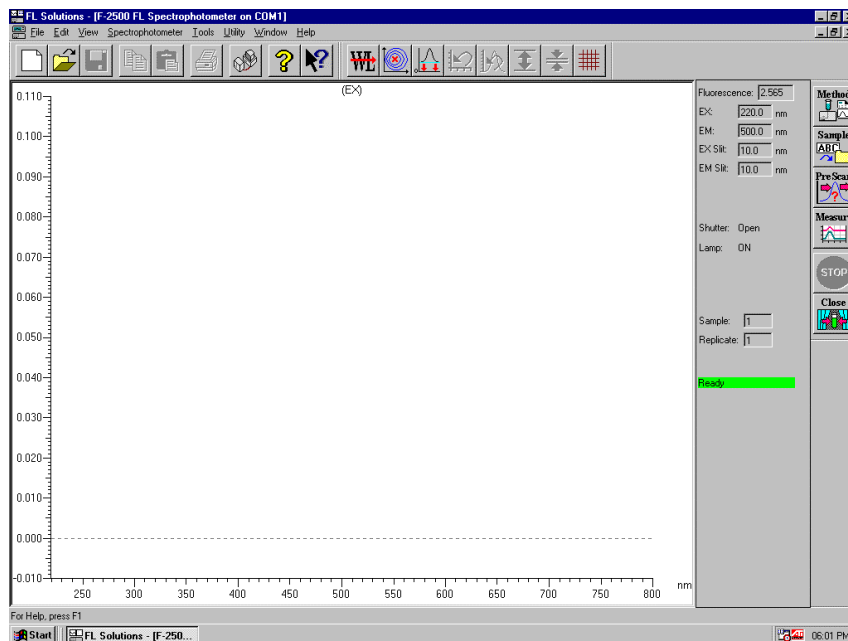 FL Solutions - [F-2500 FL Spectrophotometer on COM1]
File Edit View Spectrophotometer Tools Utility Window Help
WL
(EX)
0.110
0.100
0.090
0.080
0.070
0.060
0.050
0.040
0.030
0.020
0.010
0.000
-0.010
250 300 350 400 450 500 550 600 650 700 750 800 nm
Fluorescence: 2.565
EX: 220.0 nm
EM: 500.0 nm
EX Slit: 10.0 nm
EM Slit: 10.0 nm
Shutter: Open
Lamp: ON
Sample: 1
Replicate: 1
Ready
Method
Sample
ABC
PreScan
Measure
STOP
Close
For Help, press F1
Start FL Solutions - [F-250... 06:01 PM